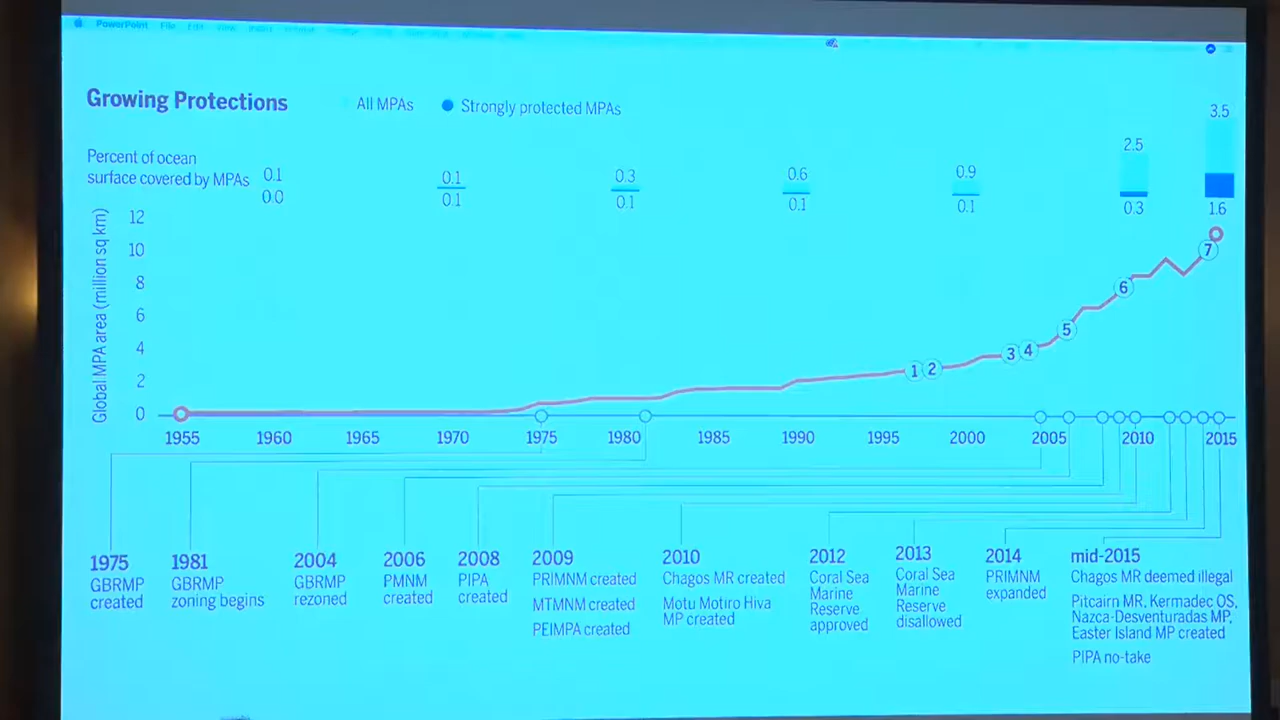 PowerPoint File Edit View Insert Format
Growing Protections
All MPAs
Strongly protected MPAs
Percent of ocean
surface covered by MPAs
0.1
0.0
0.1
0.1
0.3
0.1
0.6
0.1
0.9
0.1
2.5
0.3
3.5
1.6
Global MPA area (million sq km)
12
10
8
6
4
2
0
1 2 3 4 5 6 7
1955 1960 1965 1970 1975 1980 1985 1990 1995 2000 2005 2010 2015
1975
GBRMP
created
1981
GBRMP
zoning begins
2004
GBRMP
rezoned
2006
PMNM
created
2008
PIPA
created
2009
PRIMNM created
MTMNM created
PEIMPA created
2010
Chagos MR created
Motu Motiro Hiva
MP created
2012
Coral Sea
Marine
Reserve
approved
2013
Coral Sea
Marine
Reserve
disallowed
2014
PRIMNM
expanded
mid-2015
Chagos MR deemed illegal
Pitcairn MR, Kermadec OS,
Nazca-Desventuradas MP,
Easter Island MP created
PIPA no-take